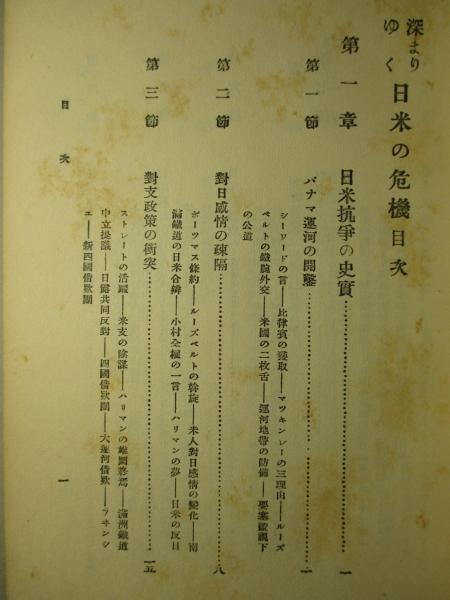 深まりゆく日米の危機目次
第一章　日米抗爭の史實……一
第一節　パナマ運河の開鑿……一
シーワードの言――比律賓の獲取――マツキンレーの三理由――ルーズ
ベルトの鐵腕外交――米國の二枚舌――運河地帶の防備――要塞瞰視下
の公道
第二節　對日感情の疎隔……八
ポーツマス條約――ルーズベルトの斡旋――米人對日感情の變化――南
滿鐵道の日米合辨――小村全權の一言――ハリマンの夢――日米の反目
第三節　對支政策の衝突……一五
ストレートの活躍――米支の陰謀――ハリマンの雄圖終焉――滿洲鐵道
中立提議――日露共同反對――四國借款團――大運河借款――ランシン
ユ――新四國借款團
目次
一